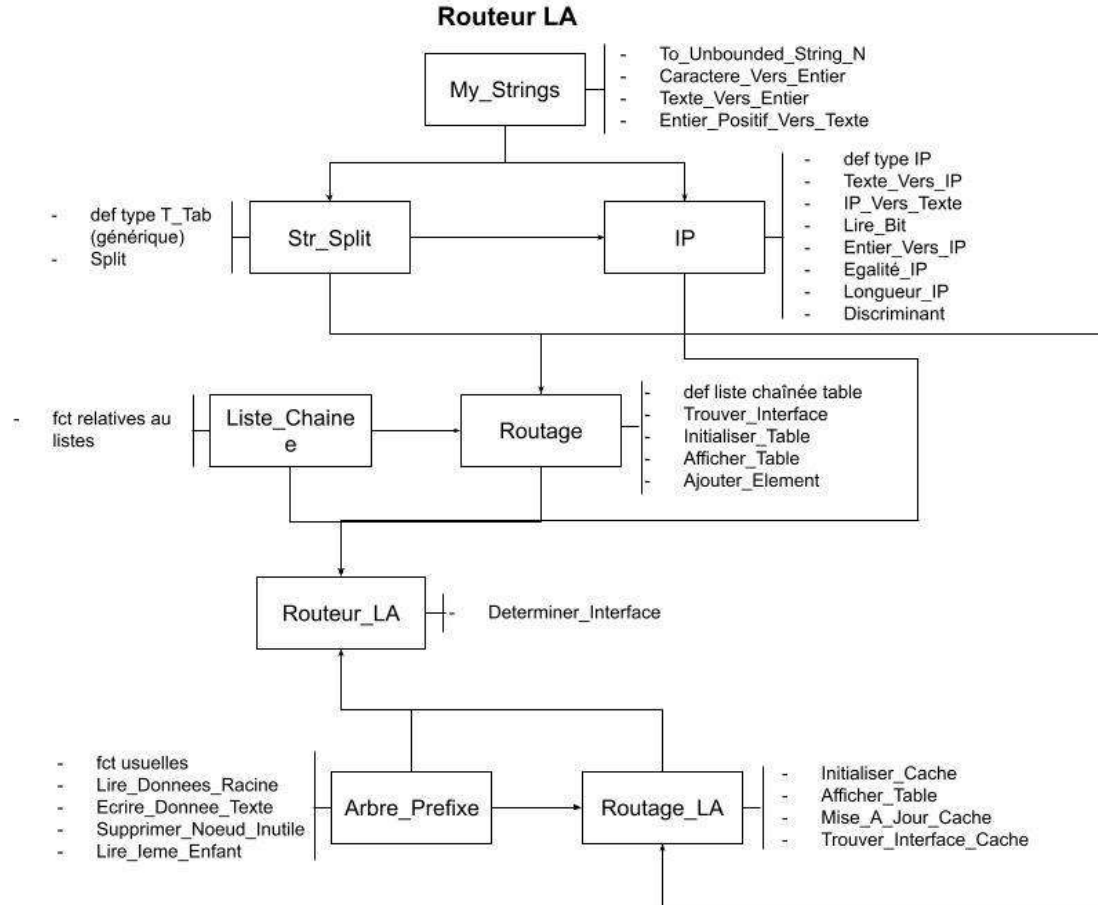 Routeur LA
My_Strings
- To_Unbounded_String_N
- Caractere_Vers_Entier
- Texte_Vers_Entier
- Entier_Positif_Vers_Texte
- def type T_Tab
(générique)
- Split
Str_Split
IP
- def type IP
- Texte_Vers_IP
- IP_Vers_Texte
- Lire_Bit
- Entier_Vers_IP
- Egalité_IP
- Longueur_IP
- Discriminant
- fct relatives au
listes
Liste_Chaine
e
Routage
- def liste chaînée table
- Trouver_Interface
- Initialiser_Table
- Afficher_Table
- Ajouter_Element
Routeur_LA
- Determiner_Interface
- fct usuelles
- Lire_Donnees_Racine
- Ecrire_Donnee_Texte
- Supprimer_Noeud_Inutile
- Lire_Ieme_Enfant
Arbre_Prefixe
Routage_LA
- Initialiser_Cache
- Afficher_Table
- Mise_A_Jour_Cache
- Trouver_Interface_Cache